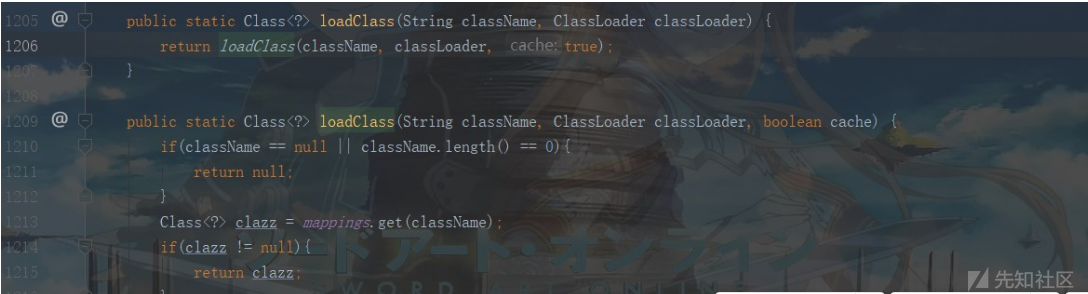 1205 @ public static Class<?> loadClass(String className, ClassLoader classLoader) {
1206 return loadClass(className, classLoader, cache: true);
1207 }
1208
1209 @ public static Class<?> loadClass(String className, ClassLoader classLoader, boolean cache) {
1210 if(className == null || className.length() == 0){
1211 return null;
1212 }
1213 Class<?> clazz = mappings.get(className);
1214 if(clazz != null){
1215 return clazz;
ソードアート・オンライン
先知社区